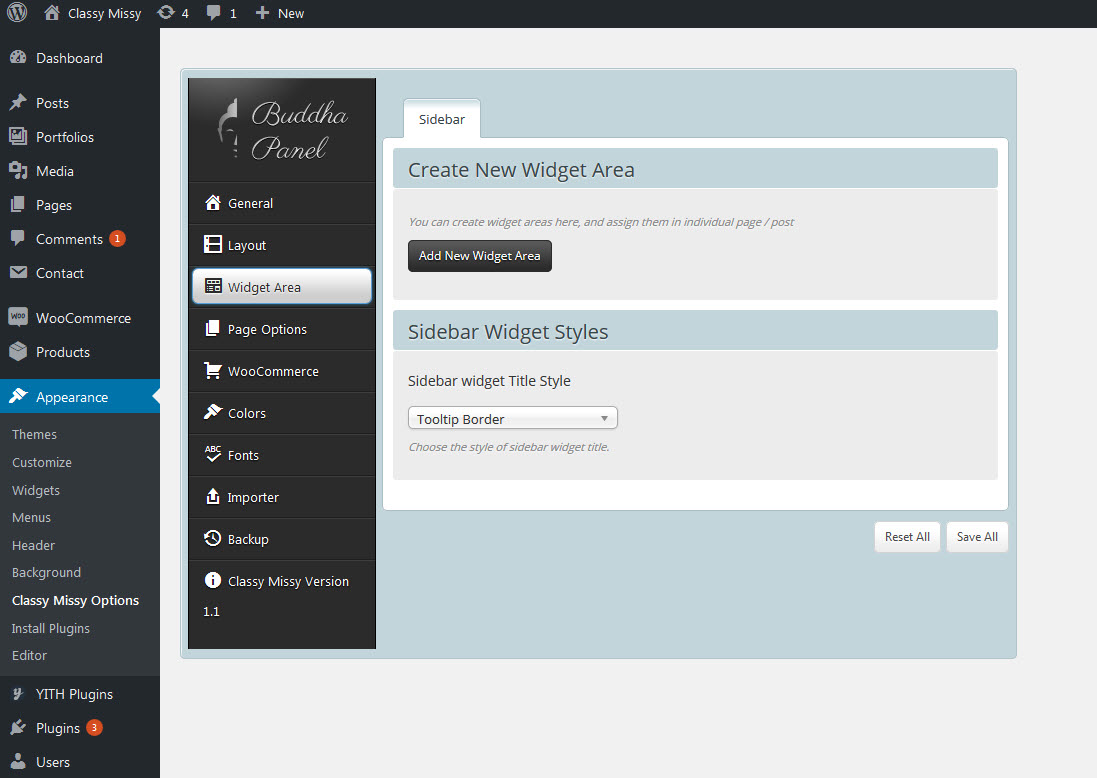 Classy Missy 4 1 New
Dashboard
Posts
Portfolios
Media
Pages
Comments 1
Contact
WOO WooCommerce
Products
Appearance
Themes
Customize
Widgets
Menus
Header
Background
Classy Missy Options
Install Plugins
Editor
YITH Plugins
Plugins 3
Users
Buddha
Panel
General
Layout
Widget Area
Page Options
WooCommerce
Colors
ABC
Fonts
Importer
Backup
Classy Missy Version
1.1
Sidebar
Create New Widget Area
You can create widget areas here, and assign them in individual page / post
Add New Widget Area
Sidebar Widget Styles
Sidebar widget Title Style
Tooltip Border
Choose the style of sidebar widget title.
Reset All Save All